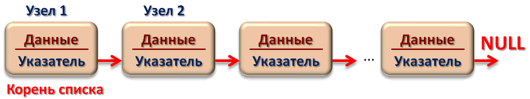 Узел 1 Узел 2
Данные Данные Данные Данные NULL
Указатель Указатель Указатель ... Указатель
Корень списка